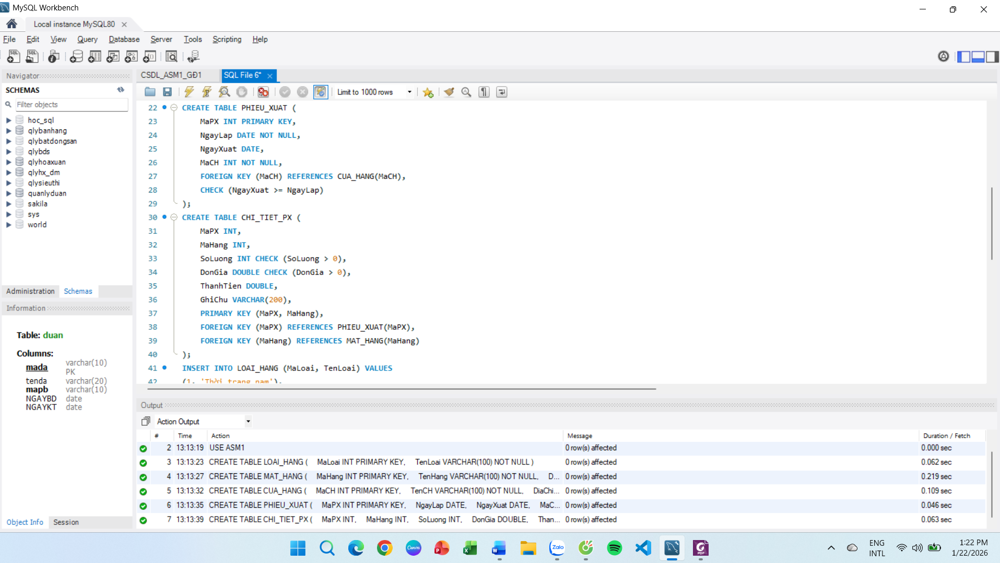 MySQL Workbench
Local instance MySQL80
File Edit View Query Database Server Tools Scripting Help
Navigator
SCHEMAS
Filter objects
hoc_sql
qlybanhang
qlybatdongsan
qlybds
qlyhoaxuan
qlyhx_dm
qlysieuthi
quanlyduan
sakila
sys
world
Administration Schemas
Information
Table: duan
Columns:
mada varchar(10) PK
tenda varchar(20)
mapb varchar(10)
NGAYBD date
NGAYKT date
Object Info Session
CSDL_ASM1_GĐ1 SQL File 6*
Limit to 1000 rows
22 CREATE TABLE PHIEU_XUAT (
23 MaPX INT PRIMARY KEY,
24 NgayLap DATE NOT NULL,
25 NgayXuat DATE,
26 MaCH INT NOT NULL,
27 FOREIGN KEY (MaCH) REFERENCES CUA_HANG(MaCH),
28 CHECK (NgayXuat >= NgayLap)
29 );
30 CREATE TABLE CHI_TIET_PX (
31 MaPX INT,
32 MaHang INT,
33 SoLuong INT CHECK (SoLuong > 0),
34 DonGia DOUBLE CHECK (DonGia > 0),
35 ThanhTien DOUBLE,
36 GhiChu VARCHAR(200),
37 PRIMARY KEY (MaPX, MaHang),
38 FOREIGN KEY (MaPX) REFERENCES PHIEU_XUAT(MaPX),
39 FOREIGN KEY (MaHang) REFERENCES MAT_HANG(MaHang)
40 );
41 INSERT INTO LOAI_HANG (MaLoai, TenLoai) VALUES
42 (1, 'Thời trang nam'),
Output
Action Output
# Time Action Message Duration / Fetch
2 13:13:19 USE ASM1 0 row(s) affected 0.000 sec
3 13:13:23 CREATE TABLE LOAI_HANG ( MaLoai INT PRIMARY KEY, TenLoai VARCHAR(100) NOT NULL ) 0 row(s) affected 0.062 sec
4 13:13:27 CREATE TABLE MAT_HANG ( MaHang INT PRIMARY KEY, TenHang VARCHAR(100) NOT NULL, D... 0 row(s) affected 0.219 sec
5 13:13:32 CREATE TABLE CUA_HANG ( MaCH INT PRIMARY KEY, TenCH VARCHAR(100) NOT NULL, DiaChi... 0 row(s) affected 0.109 sec
6 13:13:35 CREATE TABLE PHIEU_XUAT ( MaPX INT PRIMARY KEY, NgayLap DATE, NgayXuat DATE, MaC... 0 row(s) affected 0.046 sec
7 13:13:39 CREATE TABLE CHI_TIET_PX ( MaPX INT, MaHang INT, SoLuong INT, DonGia DOUBLE, Than... 0 row(s) affected 0.063 sec
Canva
Zalo
PDF
ENG
INTL
1:22 PM
1/22/2026